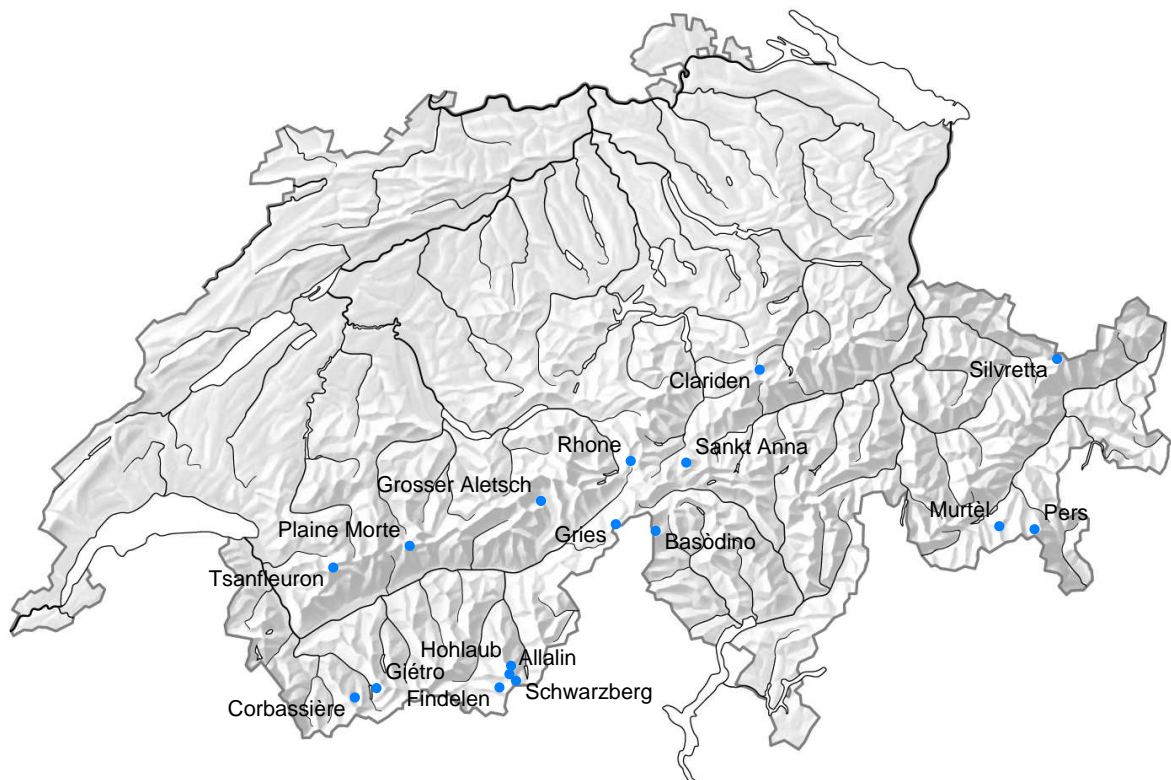 Silvretta
Clariden
Rhone
Sankt Anna
Grosser Aletsch
Murtèl
Pers
Plaine Morte
Gries
Basòdino
Tsanfleuron
Hohlaub
Allalin
Giétro
Findelen
Schwarzberg
Corbassière